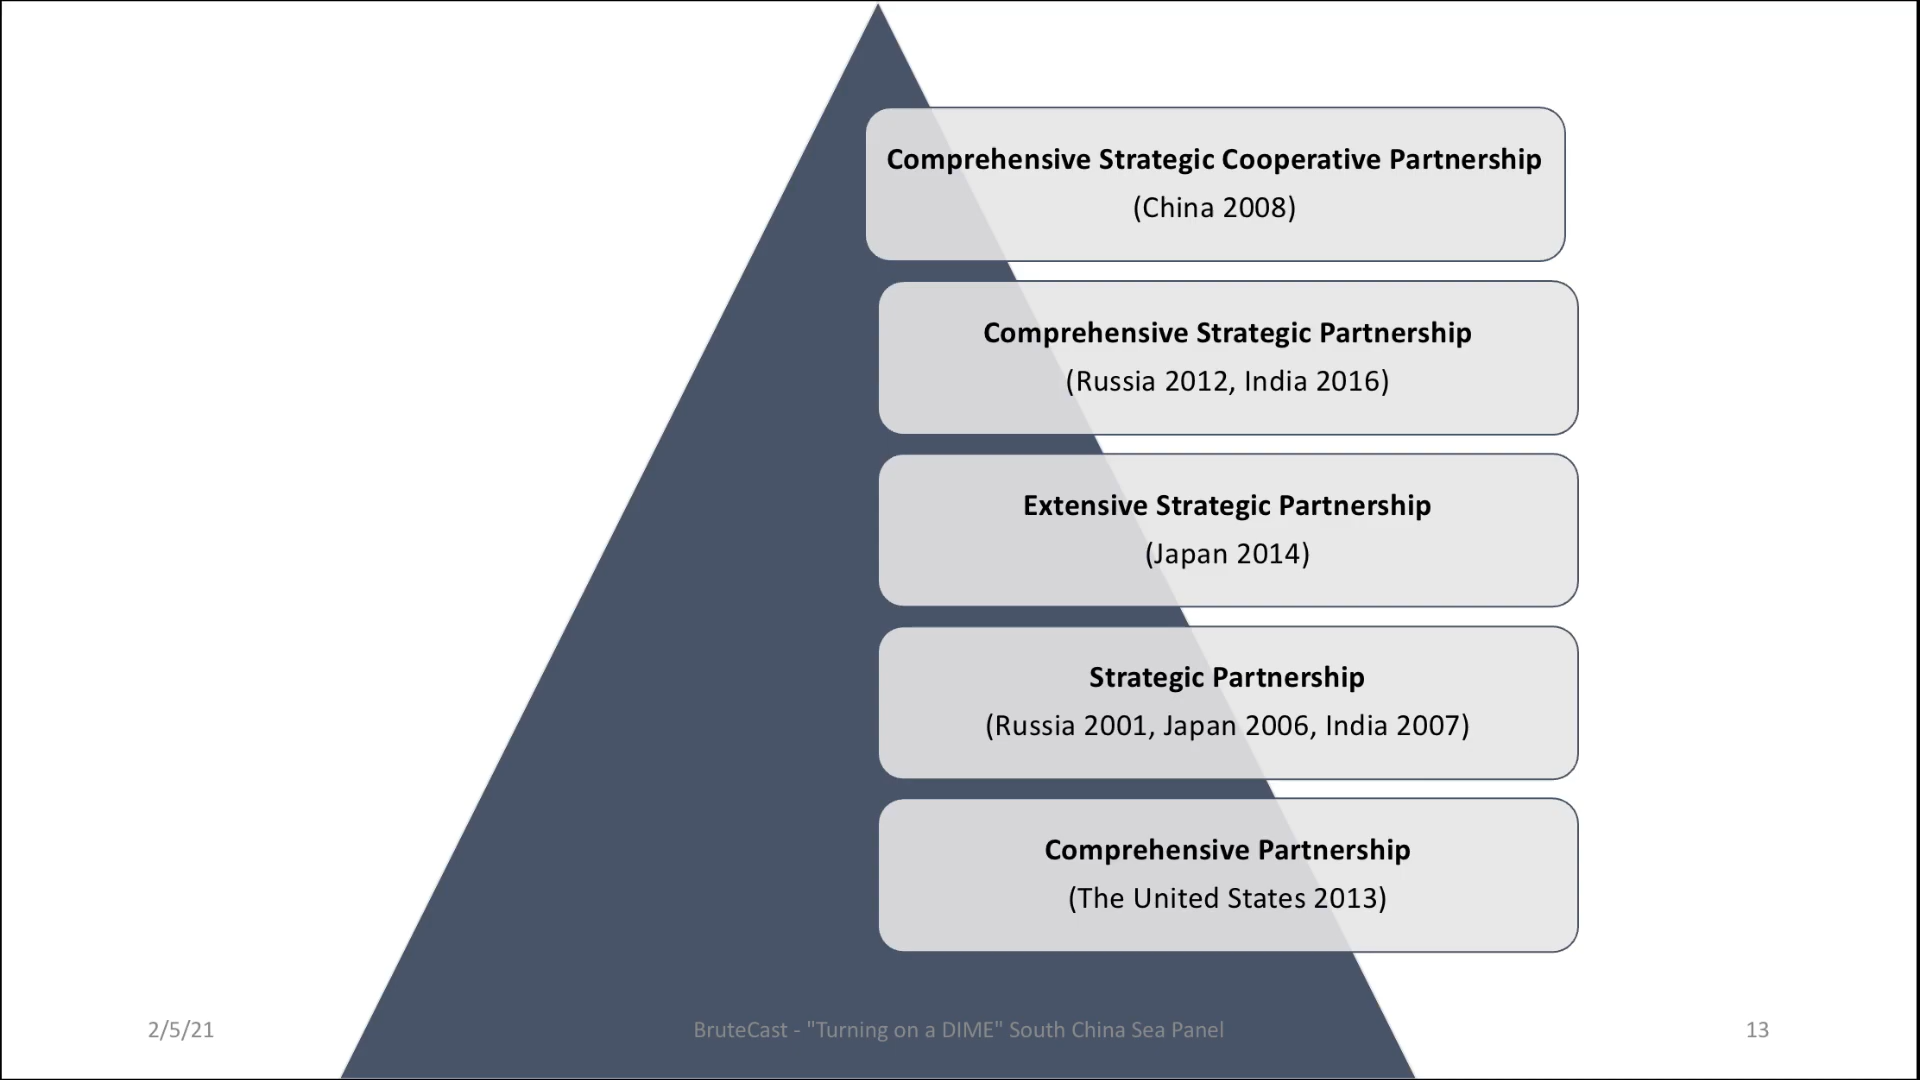 Comprehensive Strategic Cooperative Partnership
(China 2008)
Comprehensive Strategic Partnership
(Russia 2012, India 2016)
Extensive Strategic Partnership
(Japan 2014)
Strategic Partnership
(Russia 2001, Japan 2006, India 2007)
Comprehensive Partnership
(The United States 2013)
2/5/21
BruteCast - "Turning on a DIME" South China Sea Panel
13